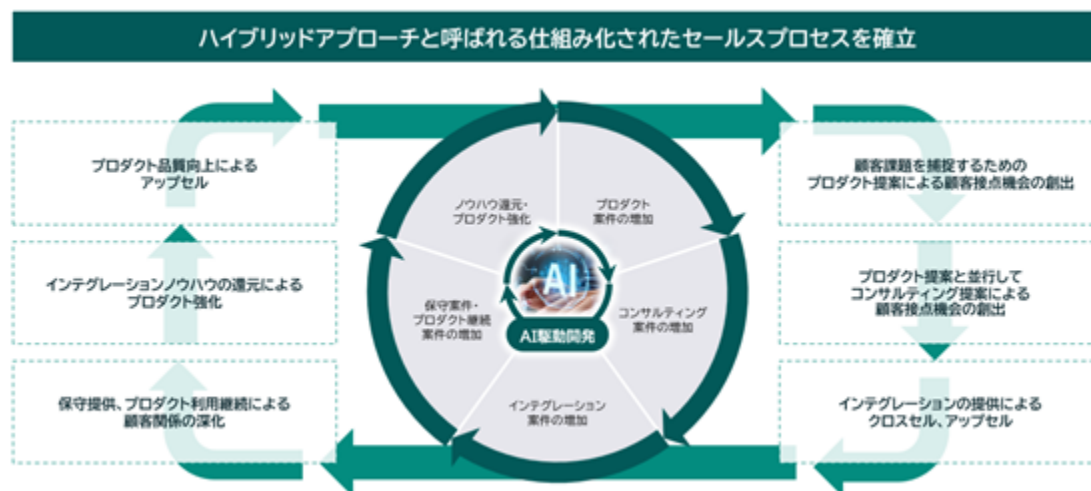 ハイブリッドアプローチと呼ばれる仕組み化されたセールスプロセスを確立
プロダクト品質向上による
アップセル
インテグレーションノウハウの還元による
プロダクト強化
保守提供、プロダクト利用継続による
顧客関係の深化
ノウハウ還元・
プロダクト強化
プロダクト
案件の増加
保守案件・
プロダクト継続
案件の増加
コンサルティング
案件の増加
インテグレーション
案件の増加
AI
AI駆動開発
顧客課題を捕捉するための
プロダクト提案による顧客接点機会の創出
プロダクト提案と並行して
コンサルティング提案による
顧客接点機会の創出
インテグレーションの提供による
クロスセル、アップセル